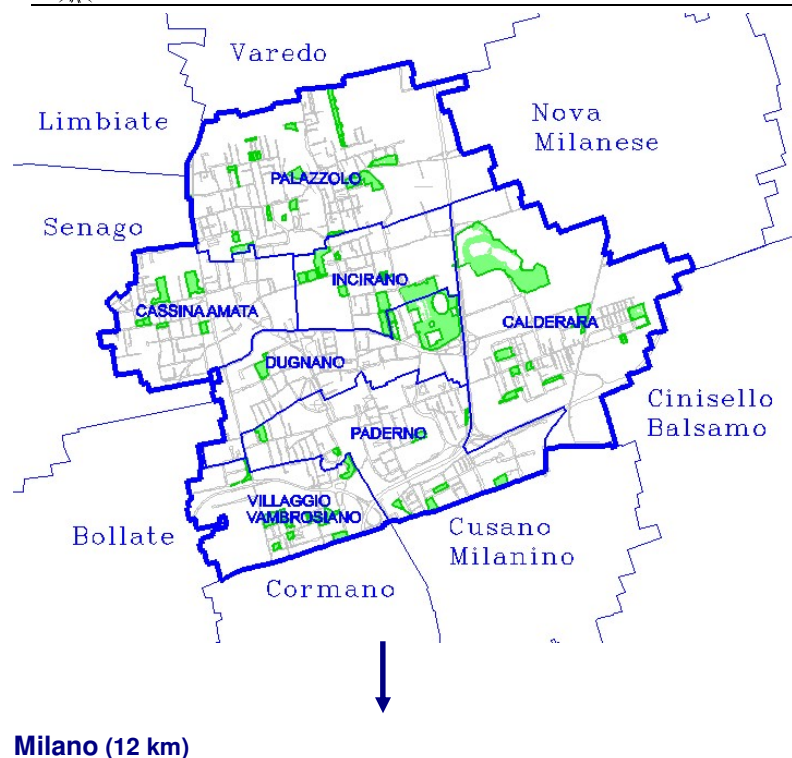 Varedo
Limbiate
Nova
Milanese
PALAZZOLO
Senago
INCIRANO
CASSINA AMATA
CALDERARA
DUGNANO
Cinisello
Balsamo
PADERNO
VILLAGGIO
VAMBROSIANO
Bollate
Cusano
Milanino
Cormano
Milano (12 km)